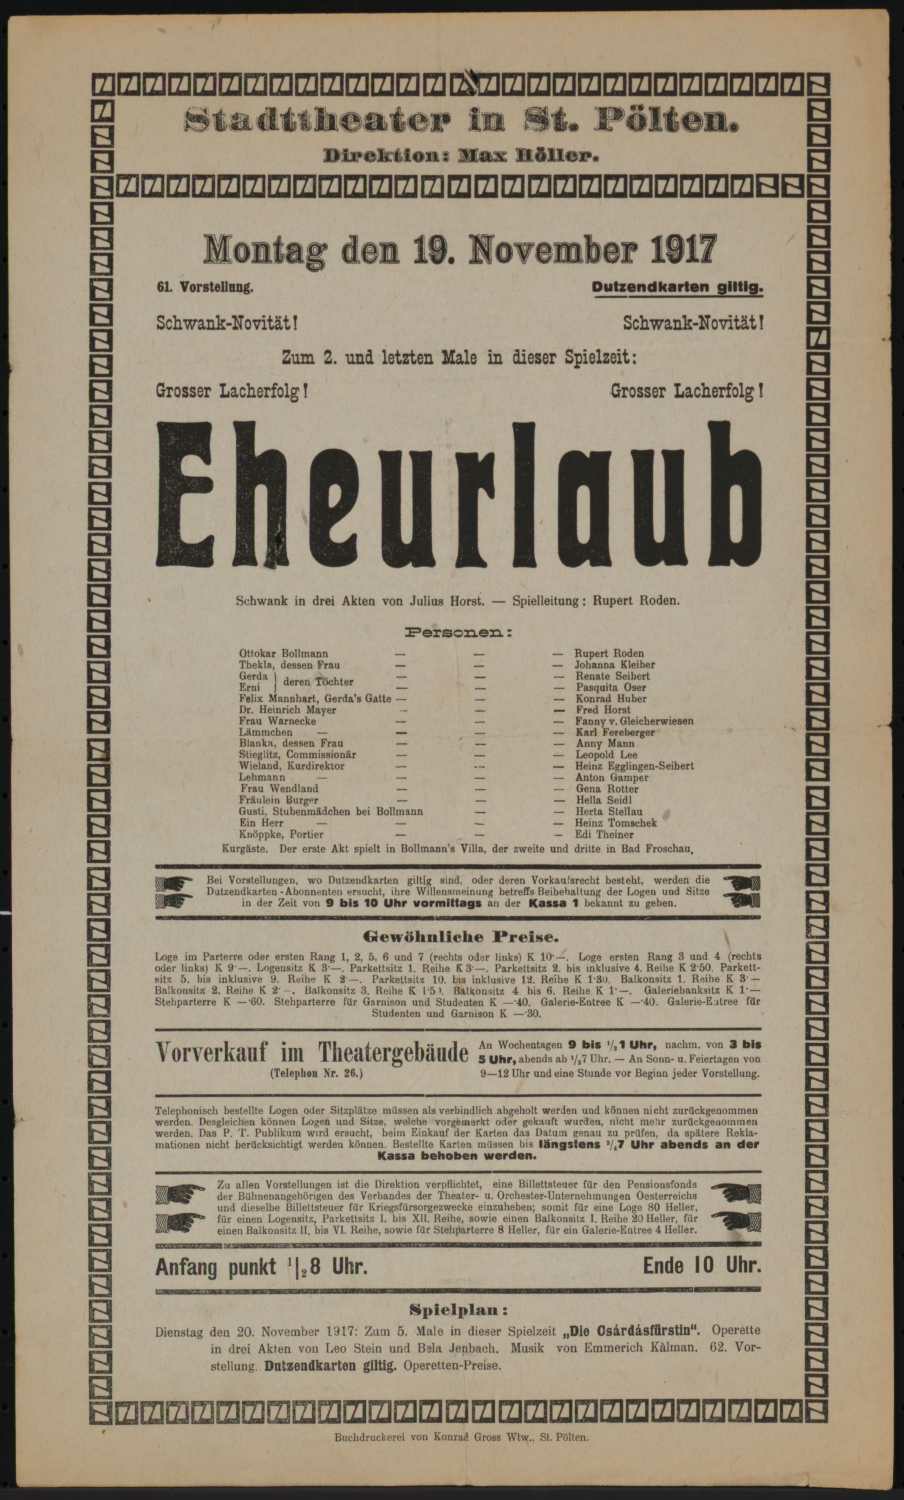 Stadttheater in St. Pölten.
Direktion: Max Höller.
Montag den 19. November 1917
61. Vorstellung. Dutzendkarten giltig.
Schwank-Novität! Schwank-Novität!
Zum 2. und letzten Male in dieser Spielzeit:
Grosser Lacherfolg! Grosser Lacherfolg!
Eheurlaub
Schwank in drei Akten von Julius Horst. — Spielleitung: Rupert Roden.
Personen:
Ottokar Bollmann — — — Rupert Roden
Thekla, dessen Frau — — — Johanna Kleiber
Gerda } deren Töchter — — — Renate Seibert
Erni } — — — Pasquita Oser
Felix Mannhart, Gerda's Gatte — — — Konrad Huber
Dr. Heinrich Mayer — — — Fred Horst
Frau Warnecke — — — Fanny v. Gleicherwiesen
Lämmchen — — — — Karl Fereberger
Blanka, dessen Frau — — — Anny Mann
Stieglitz, Commissionär — — — Leopold Lee
Wieland, Kurdirektor — — — Heinz Egglingen-Seibert
Lehmann — — — — Anton Gamper
Frau Wendland — — — Gena Rotter
Fräulein Burger — — — Hella Seidl
Gusti, Stubenmädchen bei Bollmann — — Herta Stellau
Ein Herr — — — — Heinz Tomschek
Knöppke, Portier — — — Edi Theiner
Kurgäste. Der erste Akt spielt in Bollmann's Villa, der zweite und dritte in Bad Froschau.
Bei Vorstellungen, wo Dutzendkarten giltig sind, oder deren Vorkaufsrecht besteht, werden die
Dutzendkarten-Abonnenten ersucht, ihre Willensmeinung betreffs Beibehaltung der Logen und Sitze
in der Zeit von 9 bis 10 Uhr vormittags an der Kassa 1 bekannt zu geben.
Gewöhnliche Preise.
Loge im Parterre oder ersten Rang 1, 2, 5, 6 und 7 (rechts oder links) K 10·—. Loge ersten Rang 3 und 4 (rechts
oder links) K 9·—. Logensitz K 3·—. Parkettsitz 1. Reihe K 3·—. Parkettsitz 2. bis inklusive 4. Reihe K 2·50. Parkett-
sitz 5. bis inklusive 9. Reihe K 2·—. Parkettsitz 10. bis inklusive 12. Reihe K 1·80. Balkonsitz 1. Reihe K 3·—
Balkonsitz 2. Reihe K 2·—. Balkonsitz 3. Reihe K 1·50. Balkonsitz 4. bis 6. Reihe K 1·—. Galeriebanksitz K 1·—
Stehparterre K —·60. Stehparterre für Garnison und Studenten K —·40. Galerie-Entree K —·40. Galerie-Entree für
Studenten und Garnison K —·30.
Vorverkauf im Theatergebäude
(Telephon Nr. 26.)
An Wochentagen 9 bis ½1 Uhr, nachm. von 3 bis
5 Uhr, abends ab ½7 Uhr. — An Sonn- u. Feiertagen von
9—12 Uhr und eine Stunde vor Beginn jeder Vorstellung.
Telephonisch bestellte Logen oder Sitzplätze müssen als verbindlich abgeholt werden und können nicht zurückgenommen
werden. Desgleichen können Logen und Sitze, welche vorgemerkt oder gekauft wurden, nicht mehr zurückgenommen
werden. Das P. T. Publikum wird ersucht, beim Einkauf der Karten das Datum genau zu prüfen, da spätere Rekla-
mationen nicht berücksichtigt werden können. Bestellte Karten müssen bis längstens ¾7 Uhr abends an der
Kassa behoben werden.
Zu allen Vorstellungen ist die Direktion verpflichtet, eine Billettsteuer für den Pensionsfonds
der Bühnenangehörigen des Verbandes der Theater- u. Orchester-Unternehmungen Oesterreichs
und dieselbe Billettsteuer für Kriegsfürsorgezwecke einzuheben; somit für eine Loge 80 Heller,
für einen Logensitz, Parkettsitz I. bis XII. Reihe, sowie einen Balkonsitz I. Reihe 20 Heller, für
einen Balkonsitz II. bis VI. Reihe, sowie für Stehparterre 8 Heller, für ein Galerie-Entree 4 Heller.
Anfang punkt ½8 Uhr. Ende 10 Uhr.
Spielplan:
Dienstag den 20. November 1917: Zum 5. Male in dieser Spielzeit „Die Csárdásfürstin“. Operette
in drei Akten von Leo Stein und Bela Jenbach. Musik von Emmerich Kálman. 62. Vor-
stellung. Dutzendkarten giltig. Operetten-Preise.
Buchdruckerei von Konrad Gross Wtw., St. Pölten.